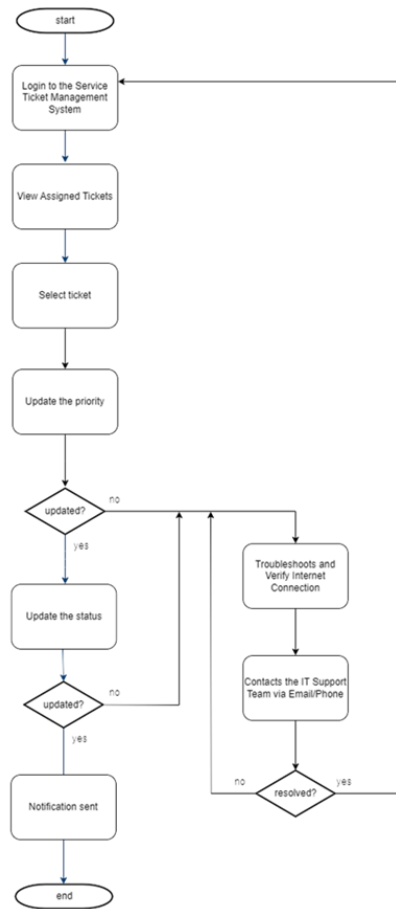 start
Login to the Service
Ticket Management
System
View Assigned Tickets
Select ticket
Update the priority
updated?
no
yes
Troubleshoots and
Verify Internet
Connection
Update the status
updated?
no
yes
Contacts the IT Support
Team via Email/Phone
resolved?
no
yes
Notification sent
end